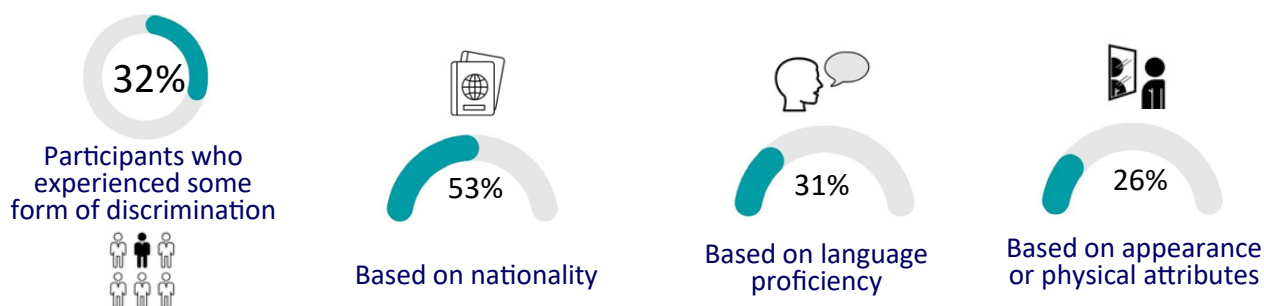 32%
Participants who
experienced some
form of discrimination
53%
Based on nationality
31%
Based on language
proficiency
26%
Based on appearance
or physical attributes